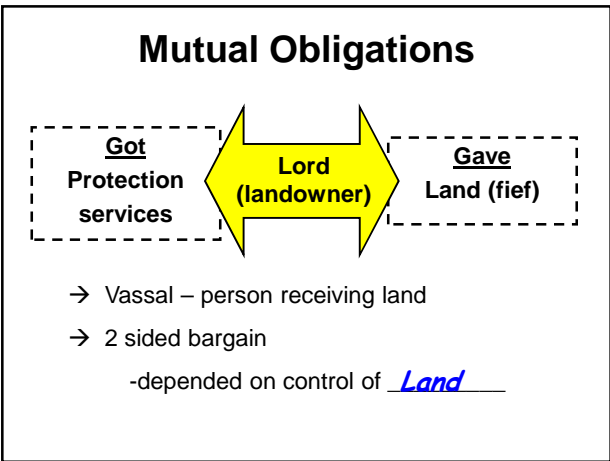 Mutual Obligations
Got
Protection
services
Lord
(landowner)
Gave
Land (fief)
→ Vassal – person receiving land
→ 2 sided bargain
-depended on control of _Land____